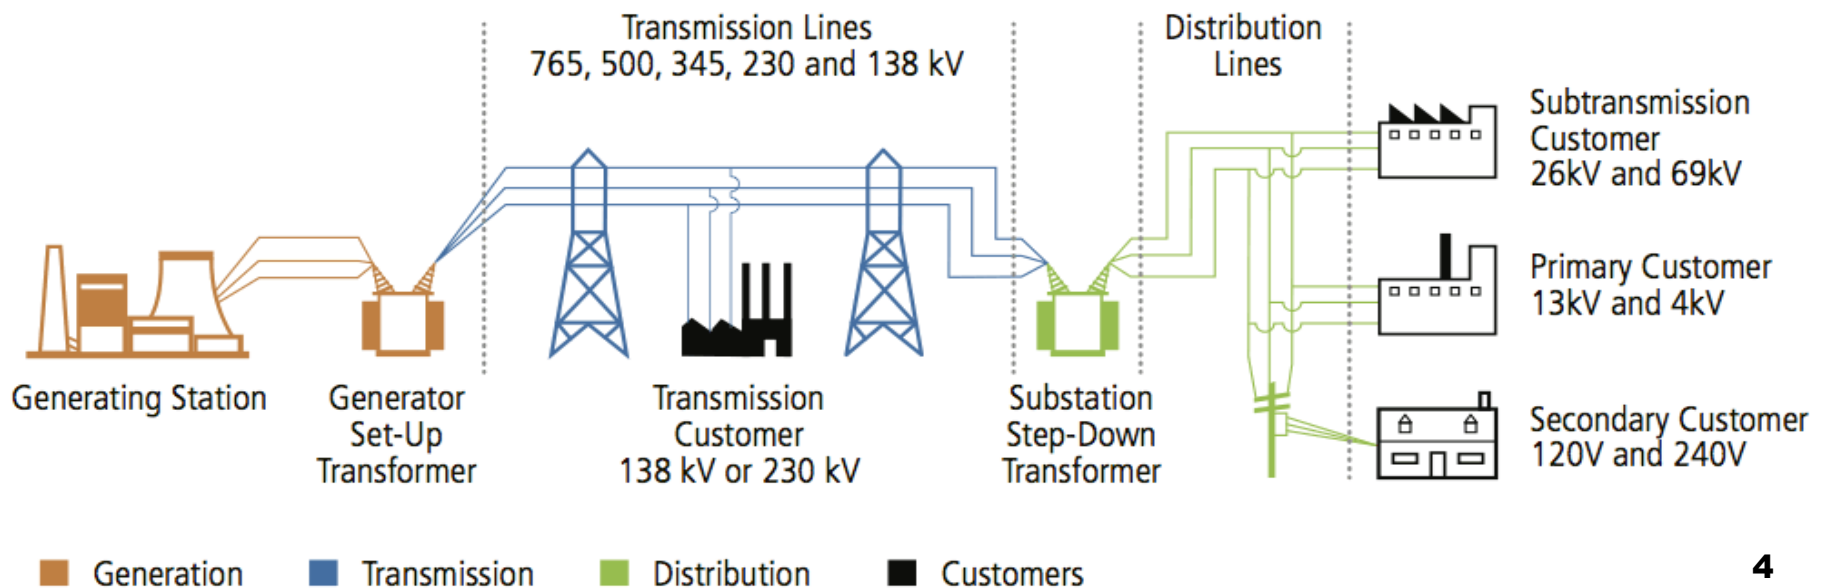 Transmission Lines
765, 500, 345, 230 and 138 kV
Distribution
Lines
Subtransmission
Customer
26kV and 69kV
Primary Customer
13kV and 4kV
Generating Station
Generator
Set-Up
Transformer
Transmission
Customer
138 kV or 230 kV
Substation
Step-Down
Transformer
Secondary Customer
120V and 240V
Generation
Transmission
Distribution
Customers
4